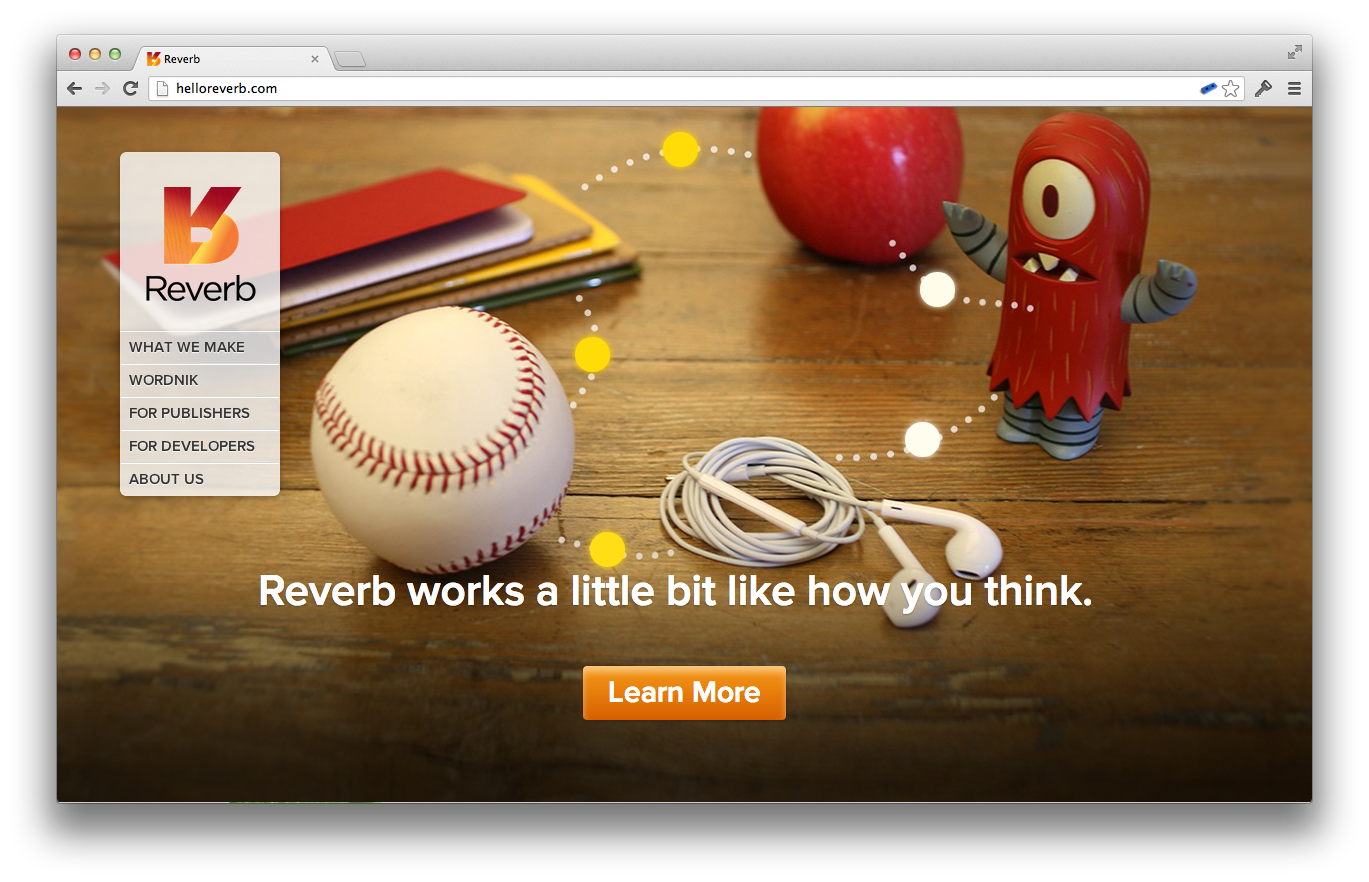 Reverb
helloreverb.com
Reverb
WHAT WE MAKE
WORDNIK
FOR PUBLISHERS
FOR DEVELOPERS
ABOUT US
Reverb works a little bit like how you think.
Learn More